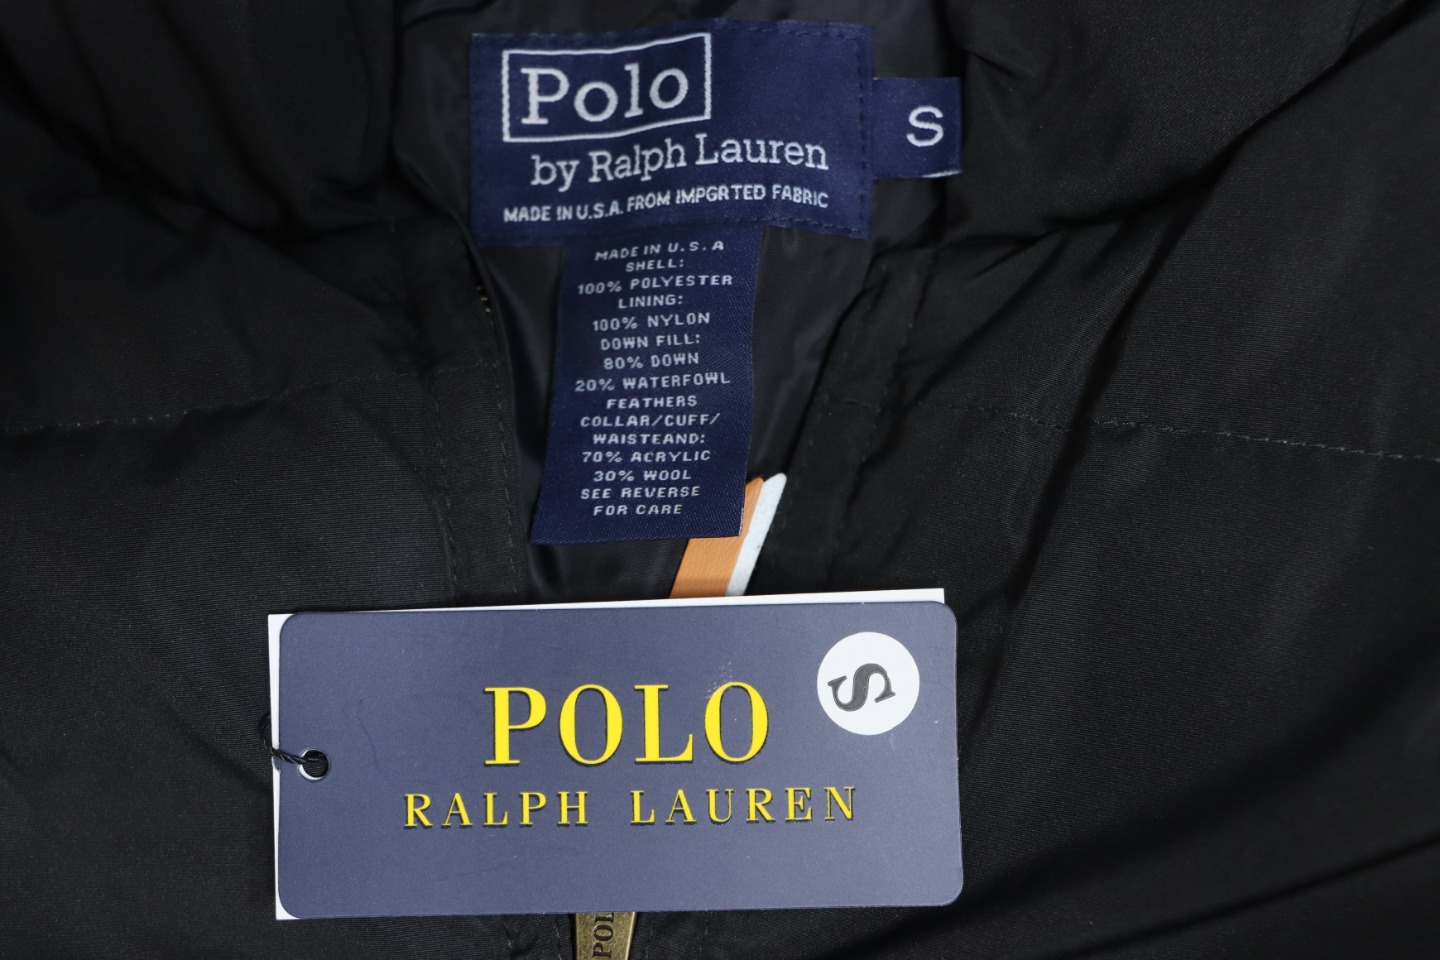 Polo
by Ralph Lauren
MADE IN U.S.A. FROM IMPGRTED FABRIC
S
MADE IN U.S.A
SHELL:
100% POLYESTER
LINING:
100% NYLON
DOWN FILL:
80% DOWN
20% WATERFOWL
FEATHERS
COLLAR/CUFF/
WAISTEAND:
70% ACRYLIC
30% WOOL
SEE REVERSE
FOR CARE
S
POLO
RALPH LAUREN
POL